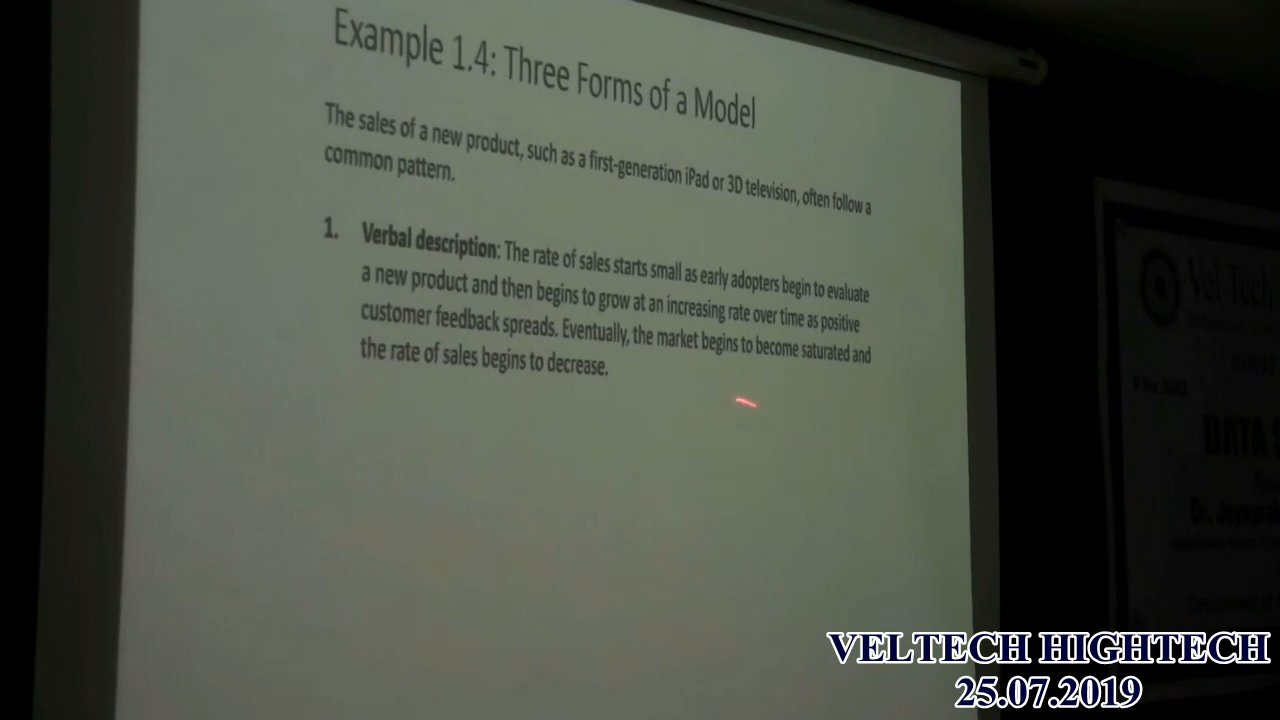 Example 1.4: Three Forms of a Model
The sales of a new product, such as a first-generation iPad or 3D television, often follow a
common pattern.
1. Verbal description: The rate of sales starts small as early adopters begin to evaluate
a new product and then begins to grow at an increasing rate over time as positive
customer feedback spreads. Eventually, the market begins to become saturated and
the rate of sales begins to decrease.
Vel Tech
DATA
VELTECH HIGHTECH
25.07.2019